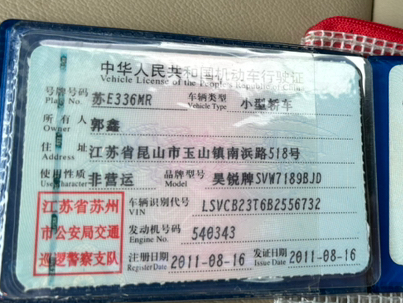 中华人民共和国机动车行驶证
Vehicle License of the People's Republic of China
号牌号码 Plate No. 苏E336MR 车辆类型 Vehicle Type 小型轿车
所有人 Owner 郭鑫
住址 Address 江苏省昆山市玉山镇南浜路518号
使用性质 Use Character 非营运 品牌型号 Model 昊锐牌SVW7189BJD
江苏省苏州
市公安局交通
巡逻警察支队
车辆识别代号 VIN LSVCB23T6B2556732
发动机号码 Engine No. 540343
注册日期 Register Date 2011-08-16 发证日期 Issue Date 2011-08-16